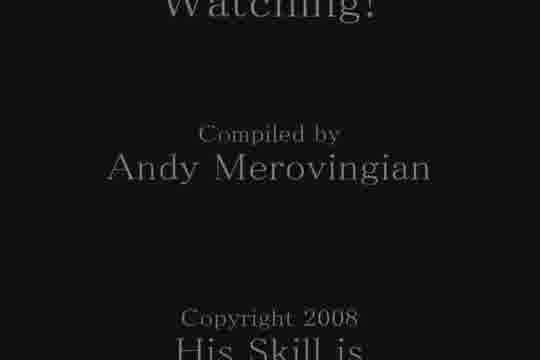 Watching!
Compiled by
Andy Merovingian
Copyright 2008
His Skill is